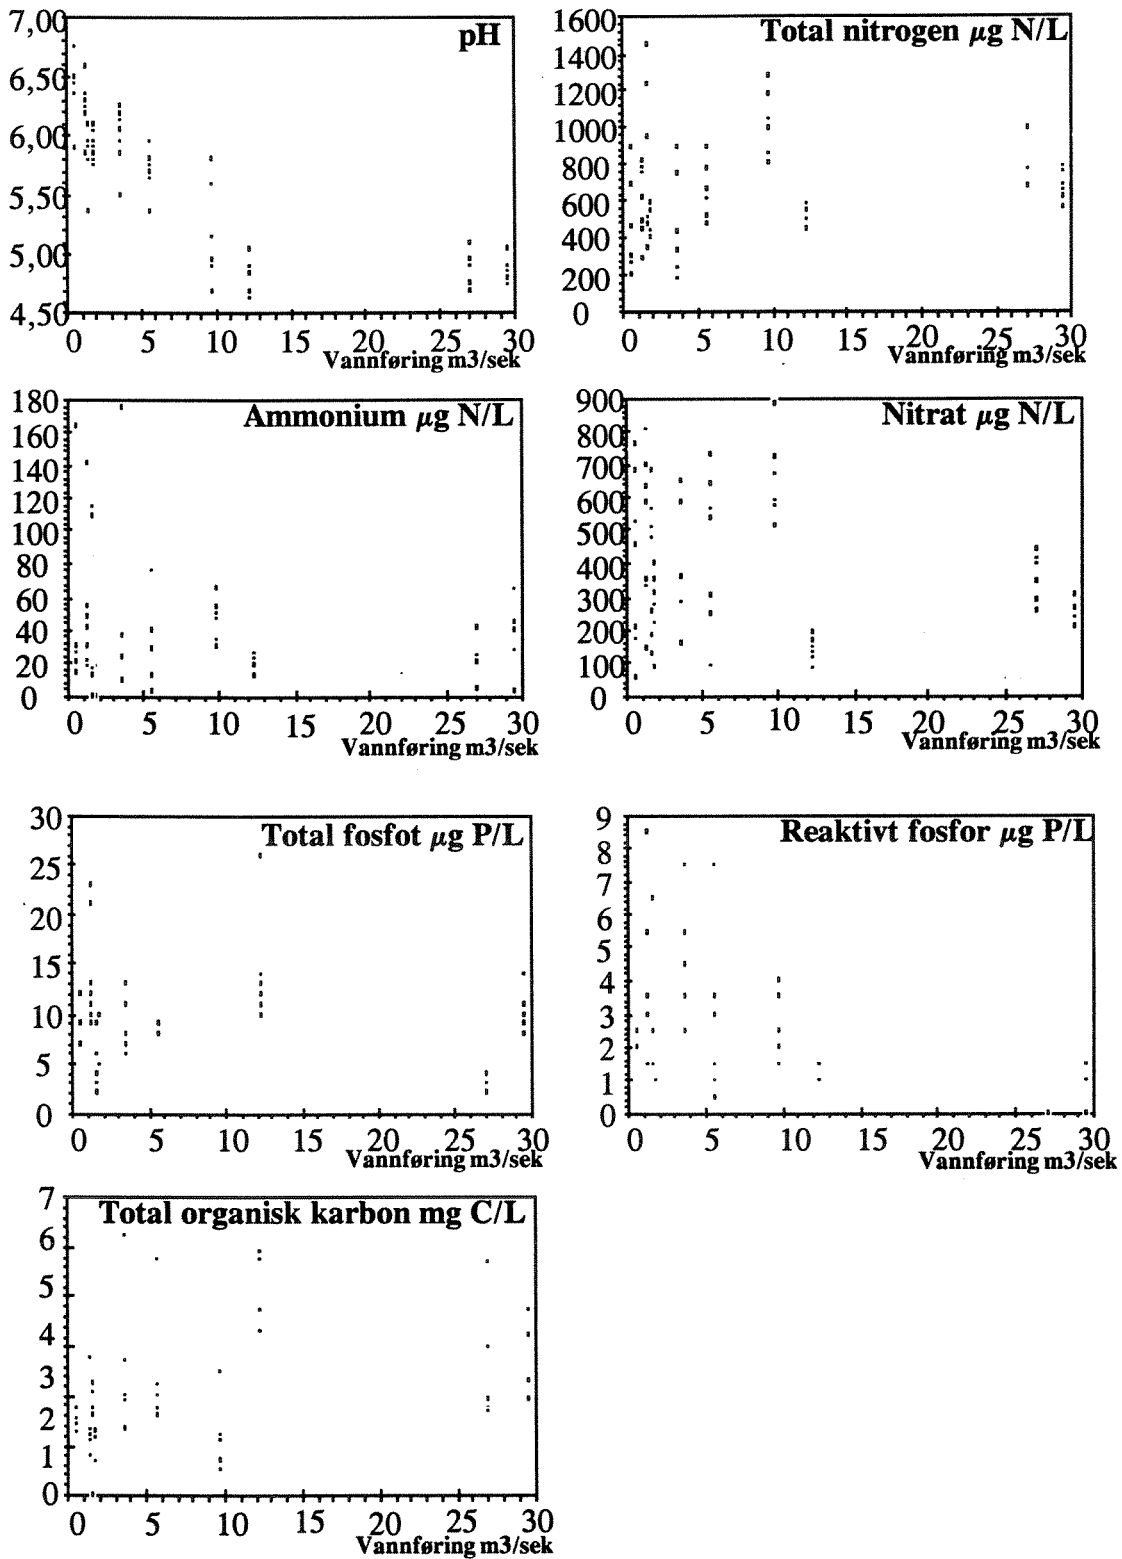 7,00
pH
6,50
6,00
5,50
5,00
4,50
0 5 10 15 20 25 30
Vannføring m3/sek
1600
Total nitrogen µg N/L
1400
1200
1000
800
600
400
200
0
0 5 10 15 20 25 30
Vannføring m3/sek
180
Ammonium µg N/L
160
140
120
100
80
60
40
20
0
0 5 10 15 20 25 30
Vannføring m3/sek
900
Nitrat µg N/L
800
700
600
500
400
300
200
100
0
0 5 10 15 20 25 30
Vannføring m3/sek
30
Total fosfot µg P/L
25
20
15
10
5
0
0 5 10 15 20 25 30
Vannføring m3/sek
9
Reaktivt fosfor µg P/L
8
7
6
5
4
3
2
1
0
0 5 10 15 20 25 30
Vannføring m3/sek
7
Total organisk karbon mg C/L
6
5
4
3
2
1
0
0 5 10 15 20 25 30
Vannføring m3/sek